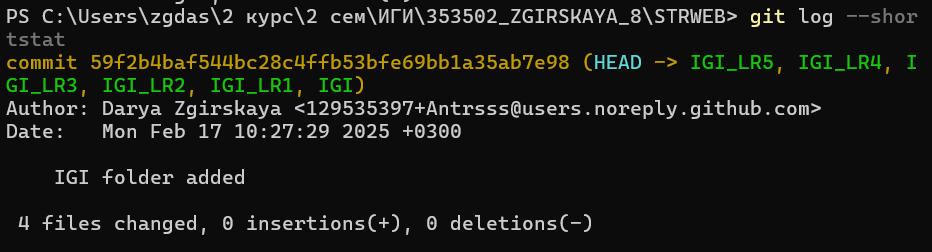 PS C:\Users\zgdas\2 курс\2 сем\ИГИ\353502_ZGIRSKAYA_8\STRWEB> git log --shor
tstat
commit 59f2b4baf544bc28c4ffb53bfe69bb1a35ab7e98 (HEAD -> IGI_LR5, IGI_LR4, I
GI_LR3, IGI_LR2, IGI_LR1, IGI)
Author: Darya Zgirskaya <129535397+Antrsss@users.noreply.github.com>
Date:   Mon Feb 17 10:27:29 2025 +0300
IGI folder added
4 files changed, 0 insertions(+), 0 deletions(-)